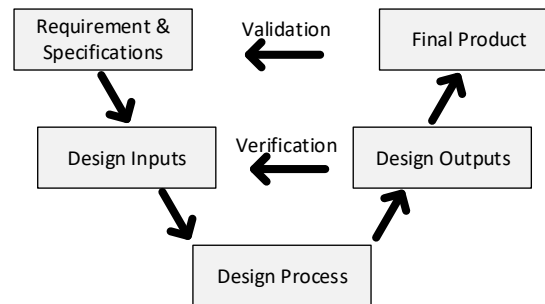 Requirement &
Specifications
Validation
Final Product
Design Inputs
Verification
Design Outputs
Design Process